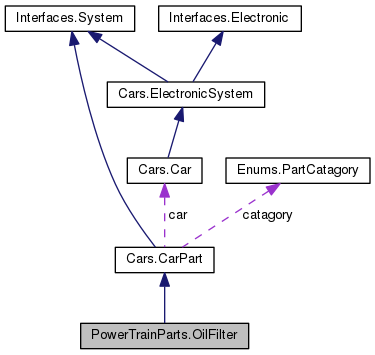 Interfaces.System
Interfaces.Electronic
Cars.ElectronicSystem
Cars.Car
Enums.PartCatagory
car
catagory
Cars.CarPart
PowerTrainParts.OilFilter